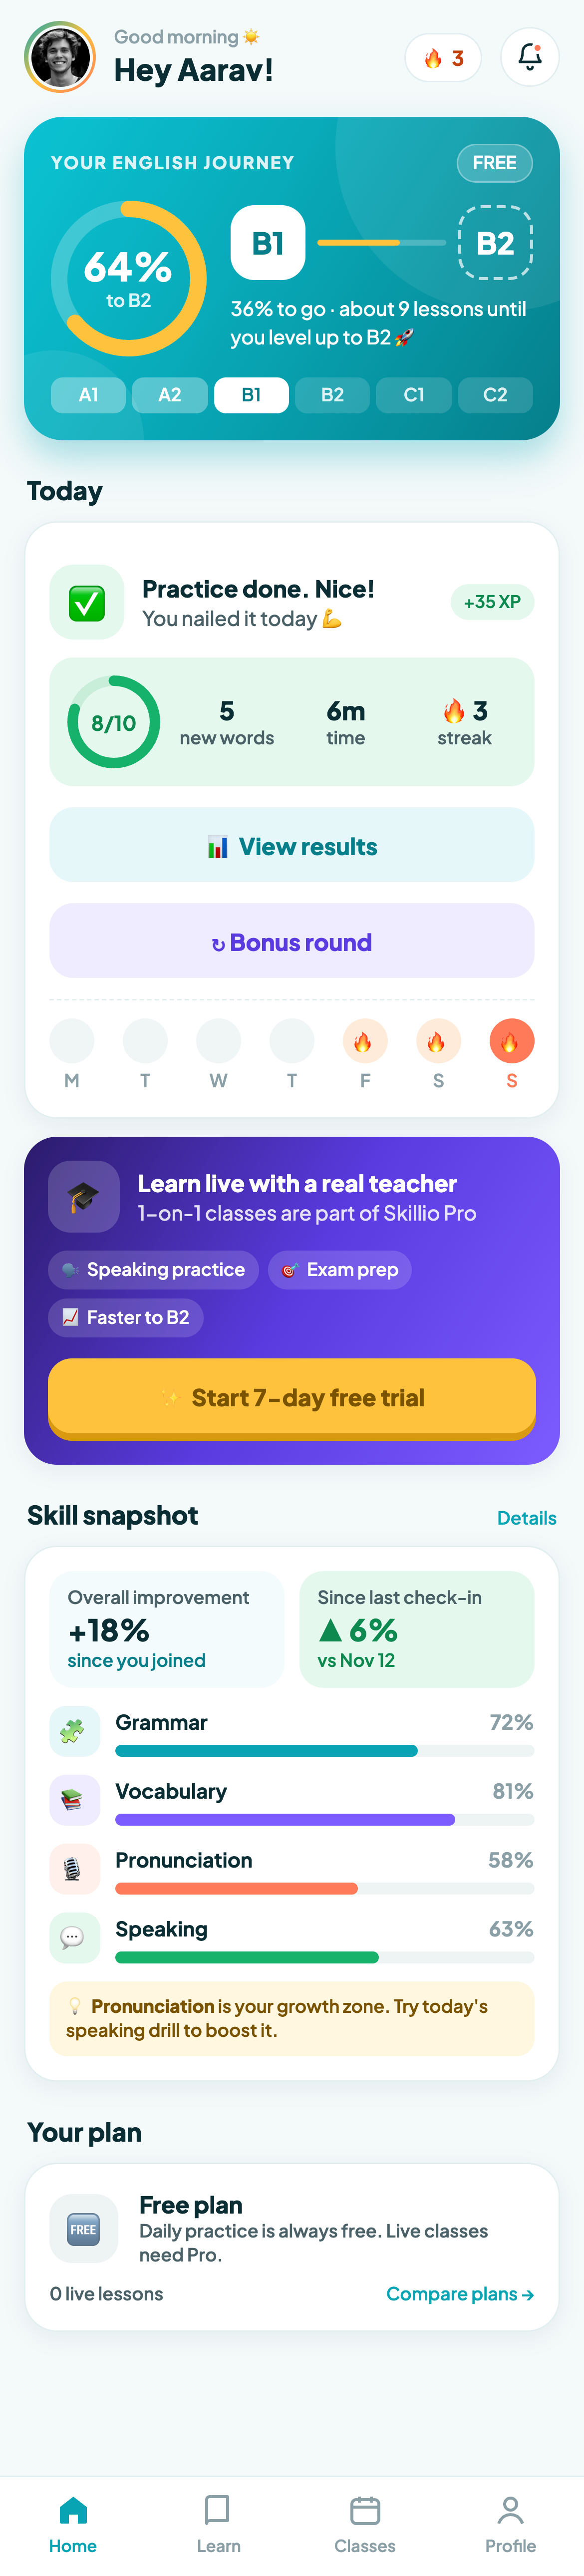 Good morning ☀️
Hey Aarav!
🔥 3
YOUR ENGLISH JOURNEY
FREE
64%
to B2
B1
B2
36% to go · about 9 lessons until
you level up to B2 🚀
A1 A2 B1 B2 C1 C2
Today
✅ Practice done. Nice!
You nailed it today 💪
+35 XP
8/10
5
new words
6m
time
🔥 3
streak
📊 View results
↻ Bonus round
M T W T F S S
🎓 Learn live with a real teacher
1-on-1 classes are part of Skillio Pro
🗣️ Speaking practice
🎯 Exam prep
📈 Faster to B2
✨ Start 7-day free trial
Skill snapshot
Details
Overall improvement
+18%
since you joined
Since last check-in
▲ 6%
vs Nov 12
Grammar 72%
Vocabulary 81%
Pronunciation 58%
Speaking 63%
💡 Pronunciation is your growth zone. Try today's
speaking drill to boost it.
Your plan
FREE
Free plan
Daily practice is always free. Live classes
need Pro.
0 live lessons
Compare plans →
Home Learn Classes Profile